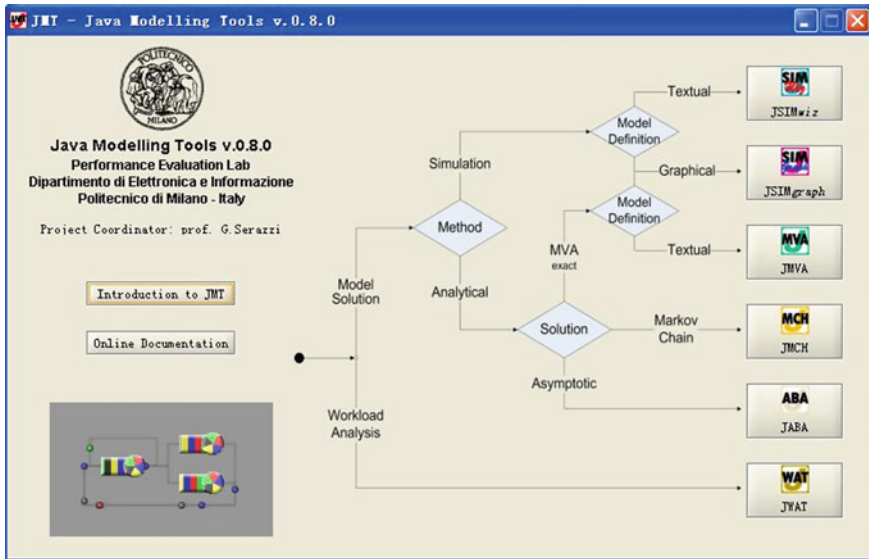 JMT - Java Modelling Tools v.0.8.0
POLITECNICO
MILANO
Java Modelling Tools v.0.8.0
Performance Evaluation Lab
Dipartimento di Elettronica e Informazione
Politecnico di Milano - Italy
Project Coordinator: prof. G.Serazzi
Introduction to JMT
Online Documentation
Model
Solution
Workload
Analysis
Simulation
Method
Analytical
MVA
exact
Solution
Asymptotic
Model
Definition
Model
Definition
Textual
Graphical
Textual
Markov
Chain
SIM
JSIMwiz
SIM
JSIMgraph
MVA
JMVA
MCH
JMCH
ABA
JABA
WAT
JWAT